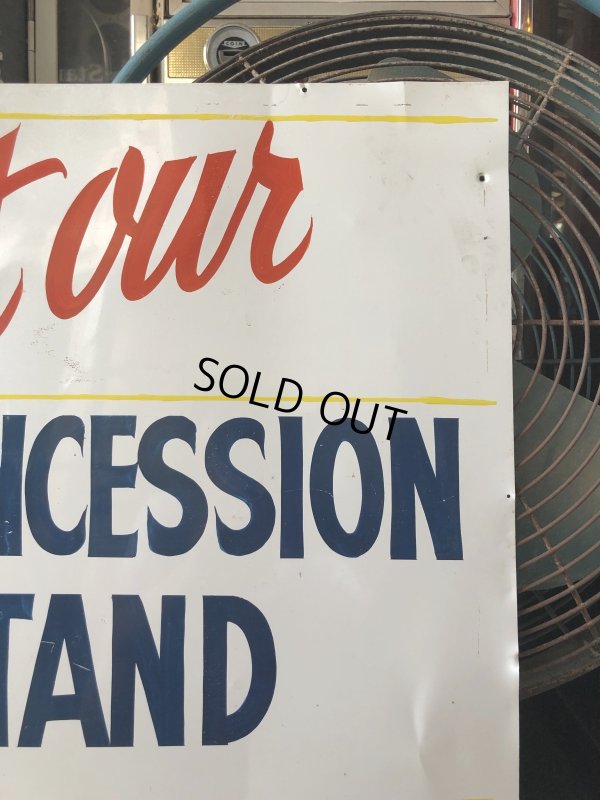 t our
SOLD OUT
NCESSION
TAND